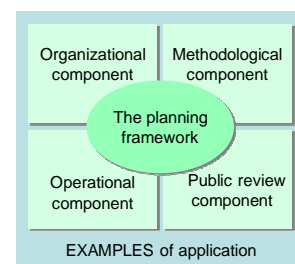 Organizational
component
Methodological
component
The planning
framework
Operational
component
Public review
component
EXAMPLES of application